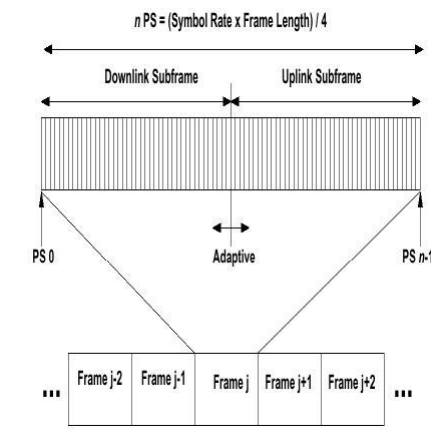 n PS = (Symbol Rate x Frame Length) / 4
Downlink Subframe Uplink Subframe
PS 0 Adaptive PS n-1
... Frame j-2 Frame j-1 Frame j Frame j+1 Frame j+2 ...